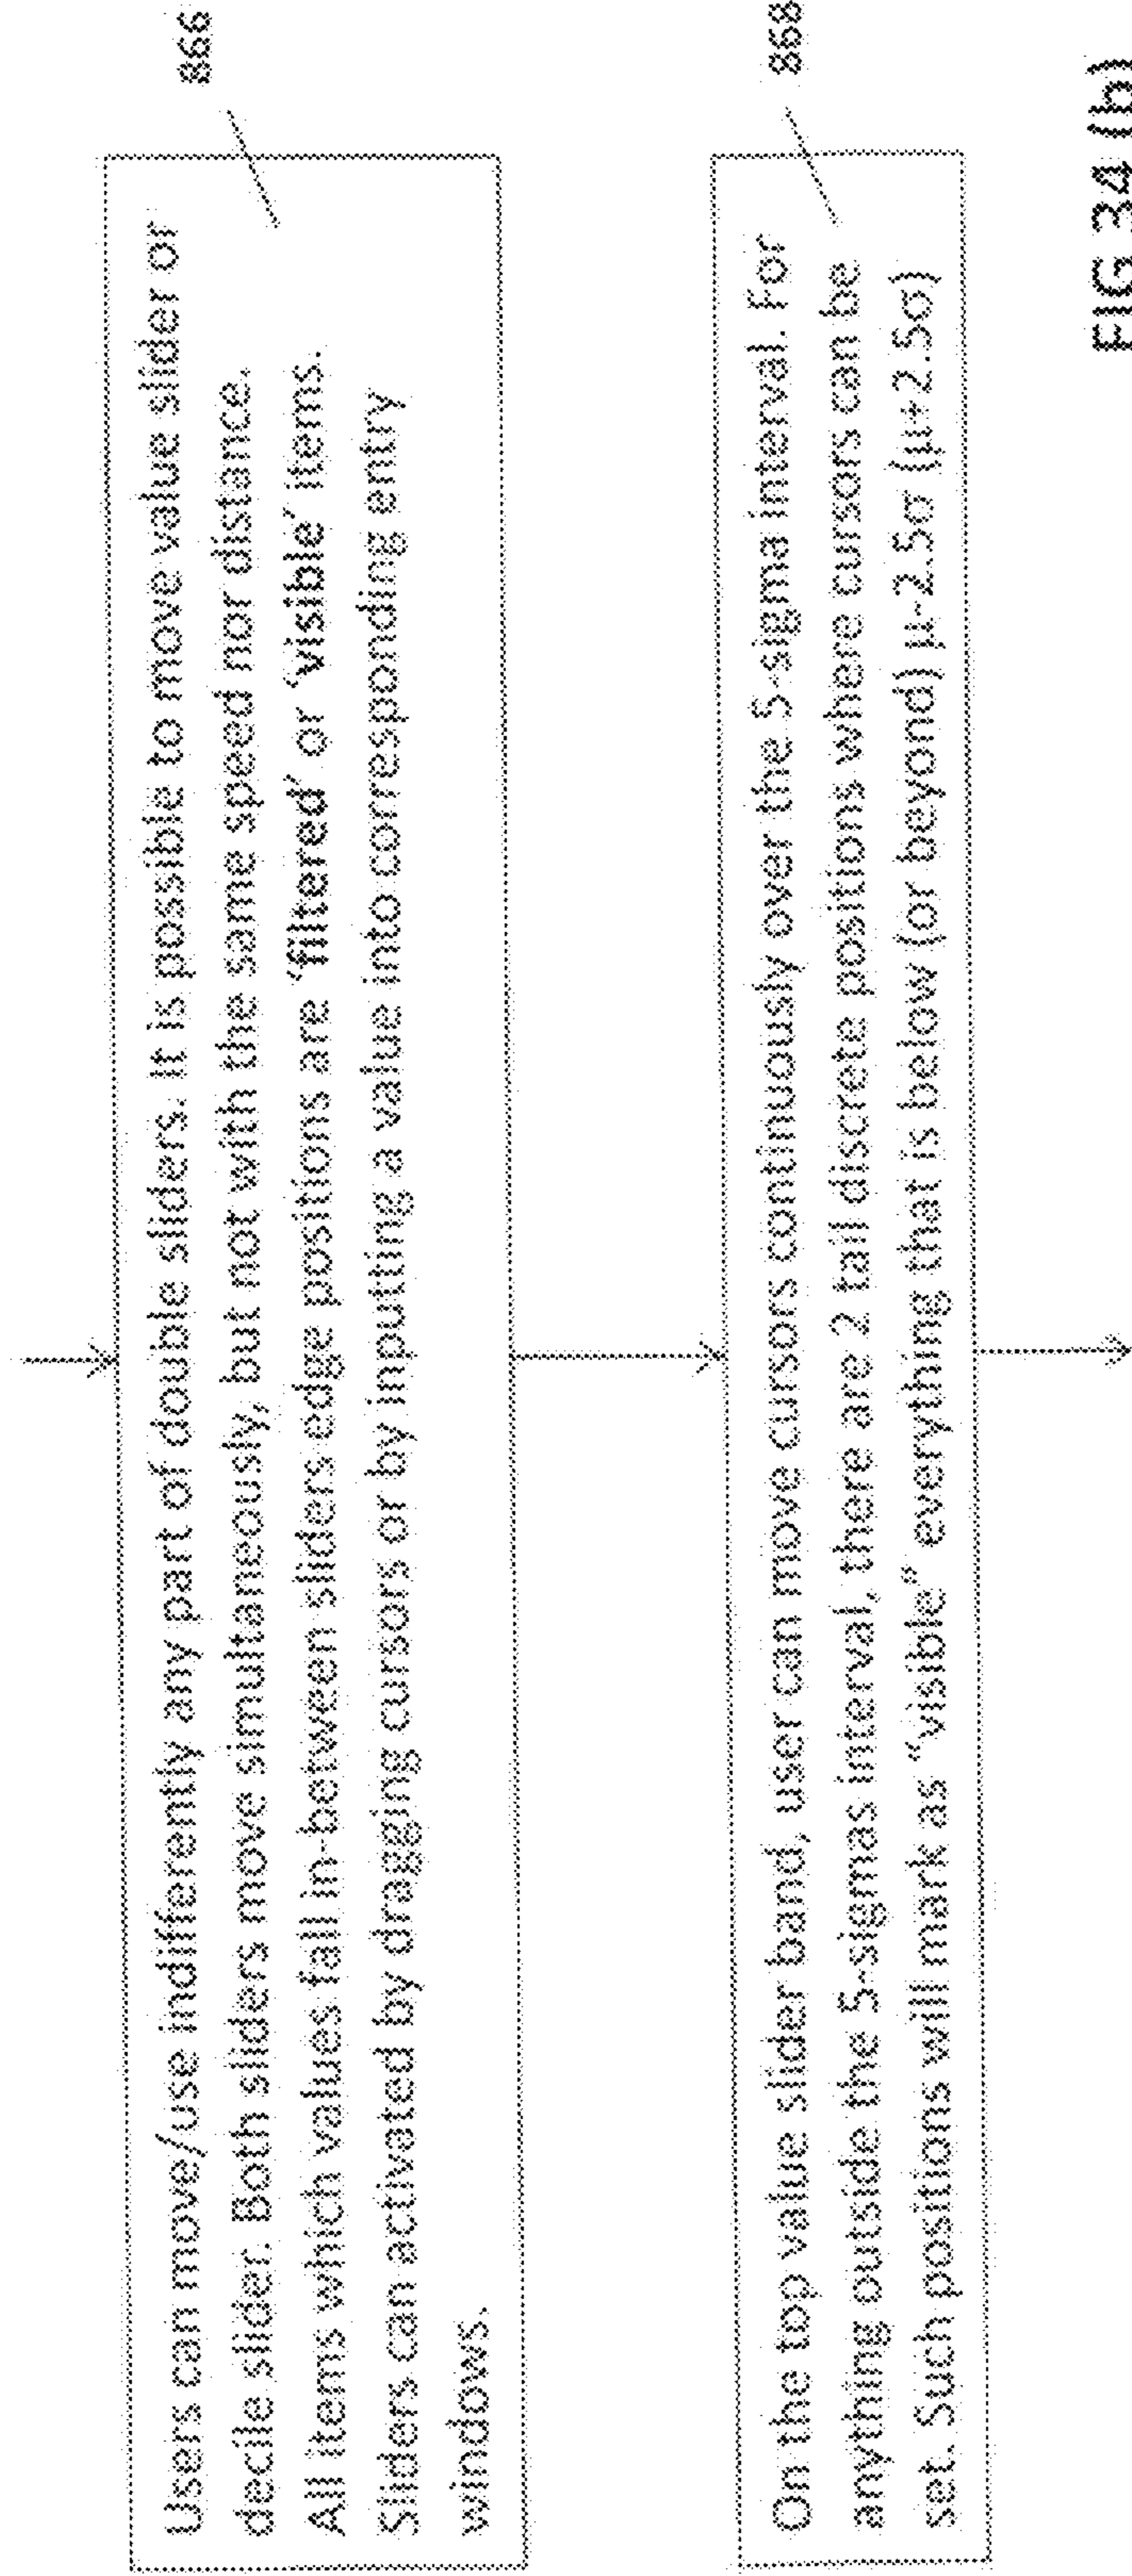 Users can move/use indifferently any part of double sliders. It is possible to move value slider or
decile slider. Both sliders move simultaneously, but not with the same speed nor distance.
All items which values fall in-between sliders edge positions are ‘filtered’ or ‘visible’ items.
Sliders can activated by dragging cursors or by inputting a value into corresponding entry
windows.
866
On the top value slider band, user can move cursors continuously over the 5-sigma interval. For
anything outside the 5-sigmas interval, there are 2 tail discrete positions where cursors can be
set. Such positions will mark as “visible” everything that is below (or beyond) μ-2.5σ (μ+2.5σ)
868
FIG 34 (b)